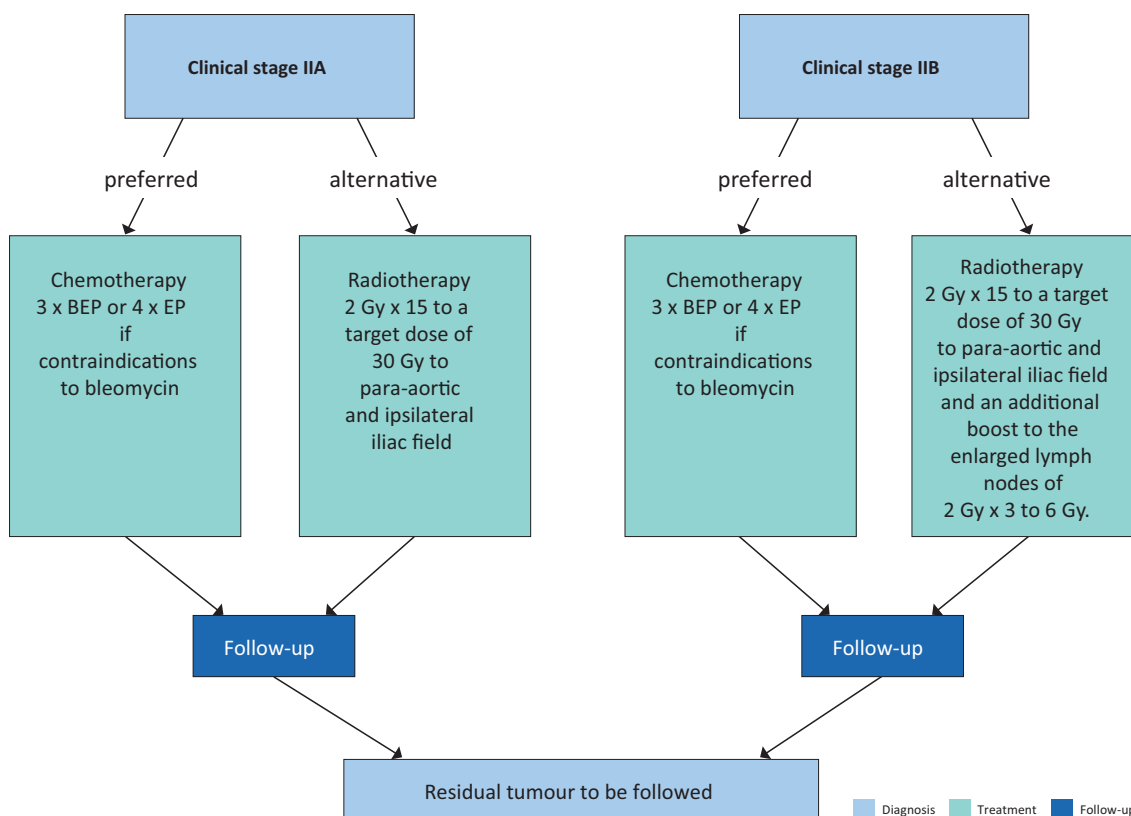 Clinical stage IIA
Clinical stage IIB
preferred
alternative
preferred
alternative
Chemotherapy
3 x BEP or 4 x EP
if
contraindications
to bleomycin
Radiotherapy
2 Gy x 15 to a
target dose of
30 Gy to
para-aortic
and ipsilateral
iliac field
Chemotherapy
3 x BEP or 4 x EP
if
contraindications
to bleomycin
Radiotherapy
2 Gy x 15 to a target
dose of 30 Gy
to para-aortic and
ipsilateral iliac field
and an additional
boost to the
enlarged lymph
nodes of
2 Gy x 3 to 6 Gy.
Follow-up
Follow-up
Residual tumour to be followed
Diagnosis
Treatment
Follow-up